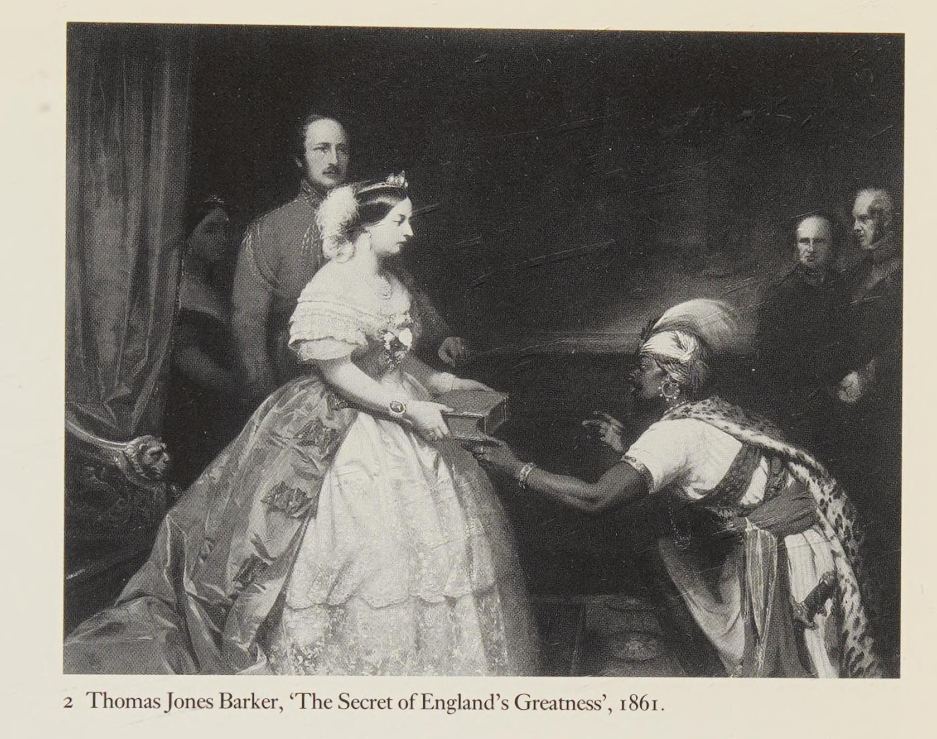 2 Thomas Jones Barker, ‘The Secret of England’s Greatness’, 1861.